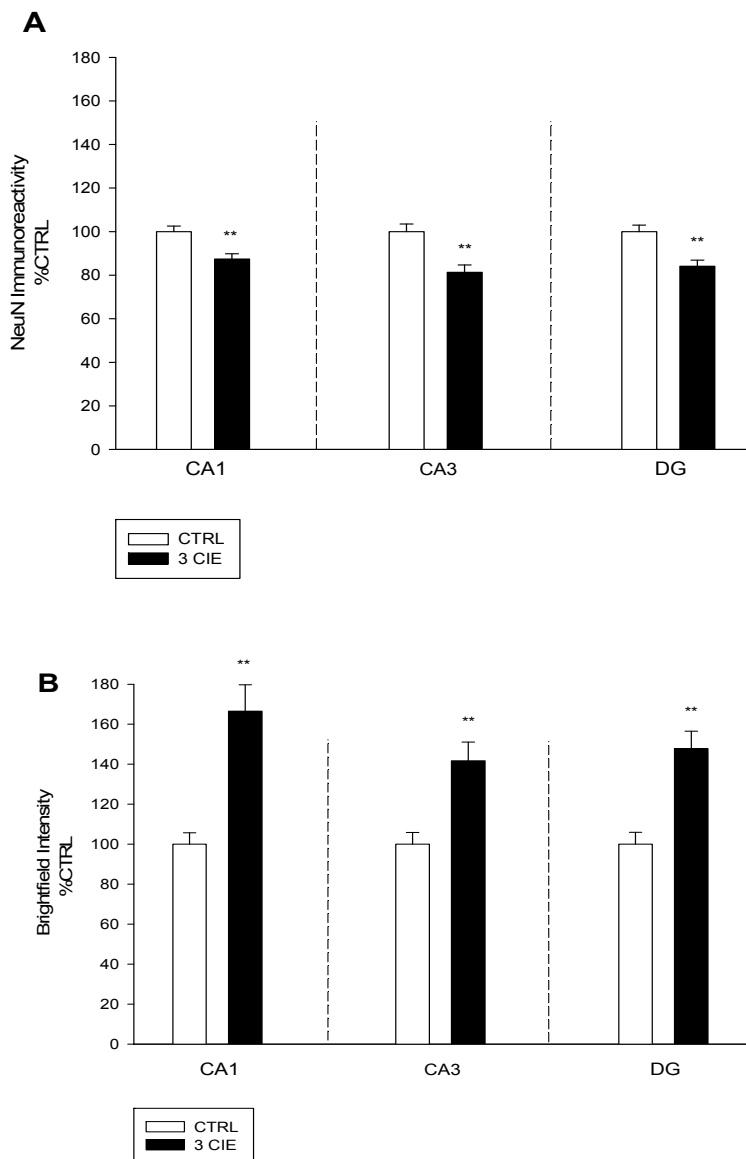 A
180
160
140
120
100
80
60
40
20
0
NeuN Immunoreactivity
%CTRL
**
**
**
CA1
CA3
DG
CTRL
3 CIE
B
180
160
140
120
100
80
60
40
20
0
Brightfield Intensity
%CTRL
**
**
**
CA1
CA3
DG
CTRL
3 CIE